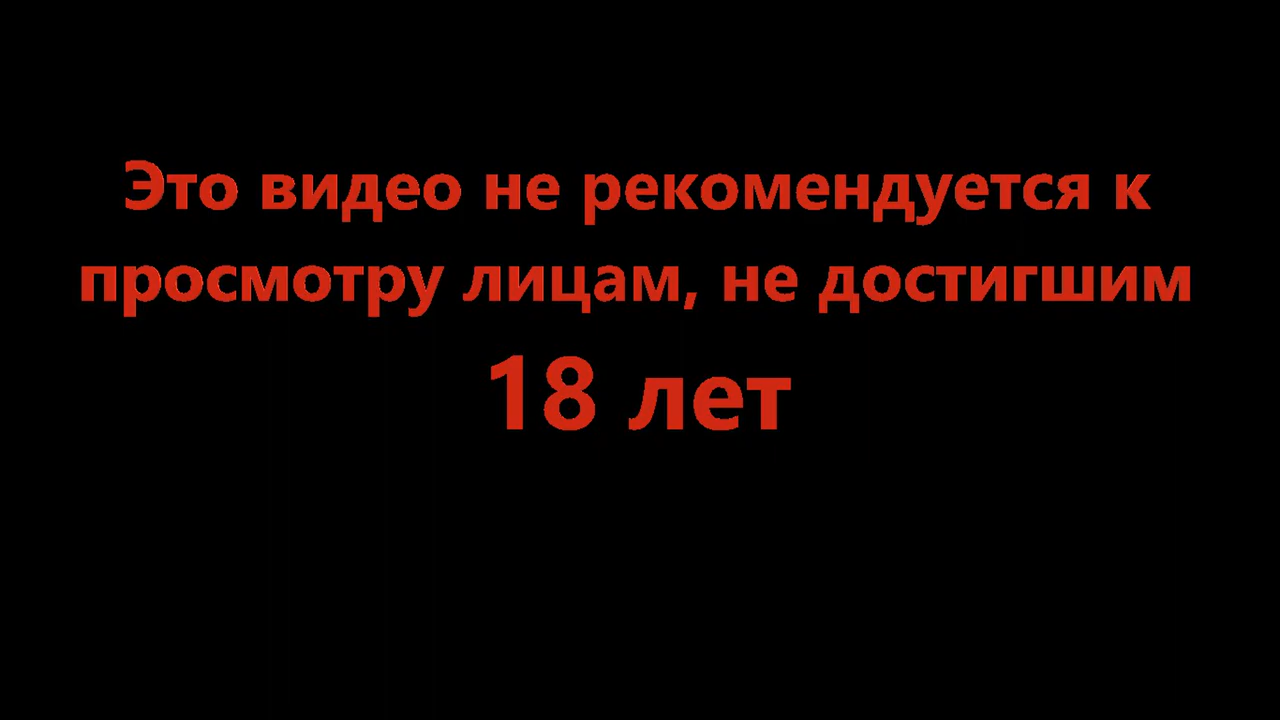 Это видео не рекомендуется к
просмотру лицам, не достигшим
18 лет